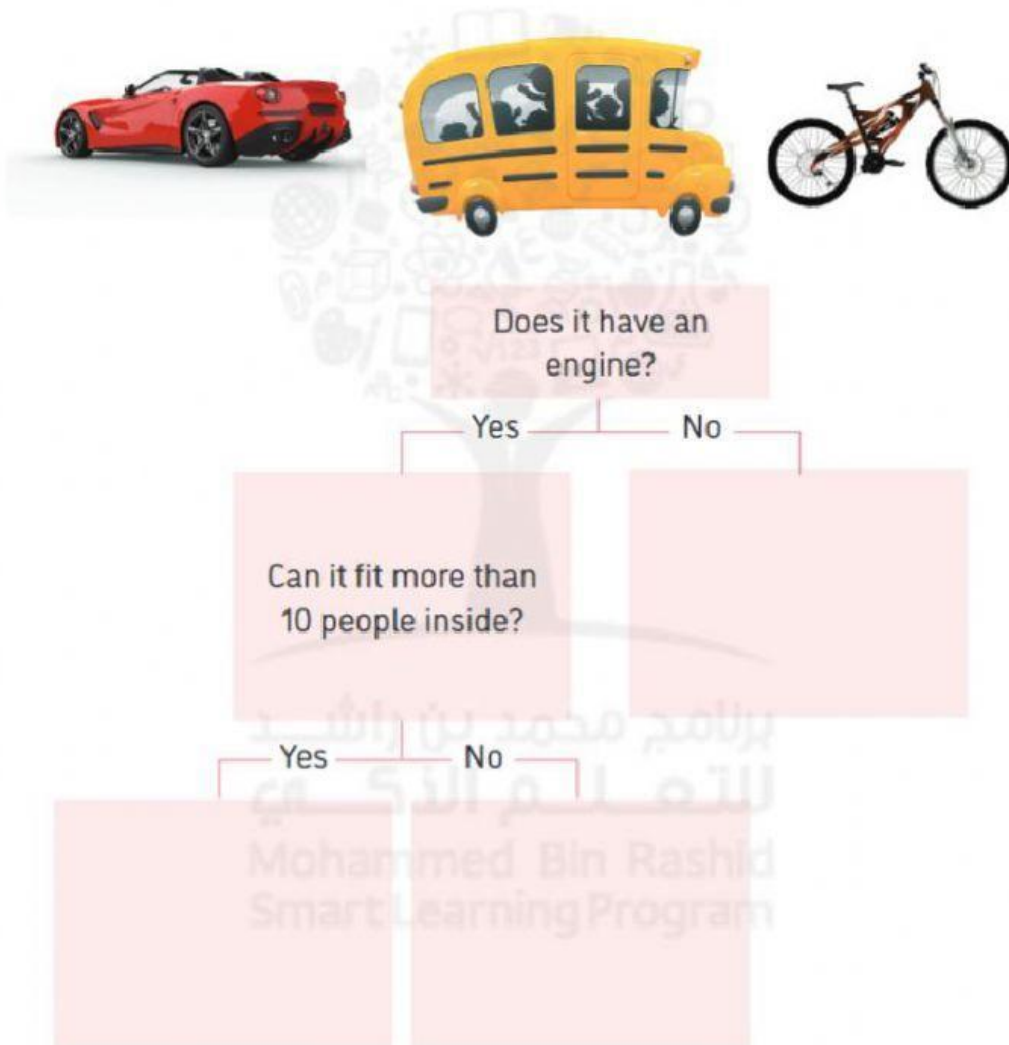 Does it have an
engine?
Yes
No
Can it fit more than
10 people inside?
برنامج محمد بن راشد
للتعلم الذكي
Yes
No
Mohammed Bin Rashid
Smart Learning Program